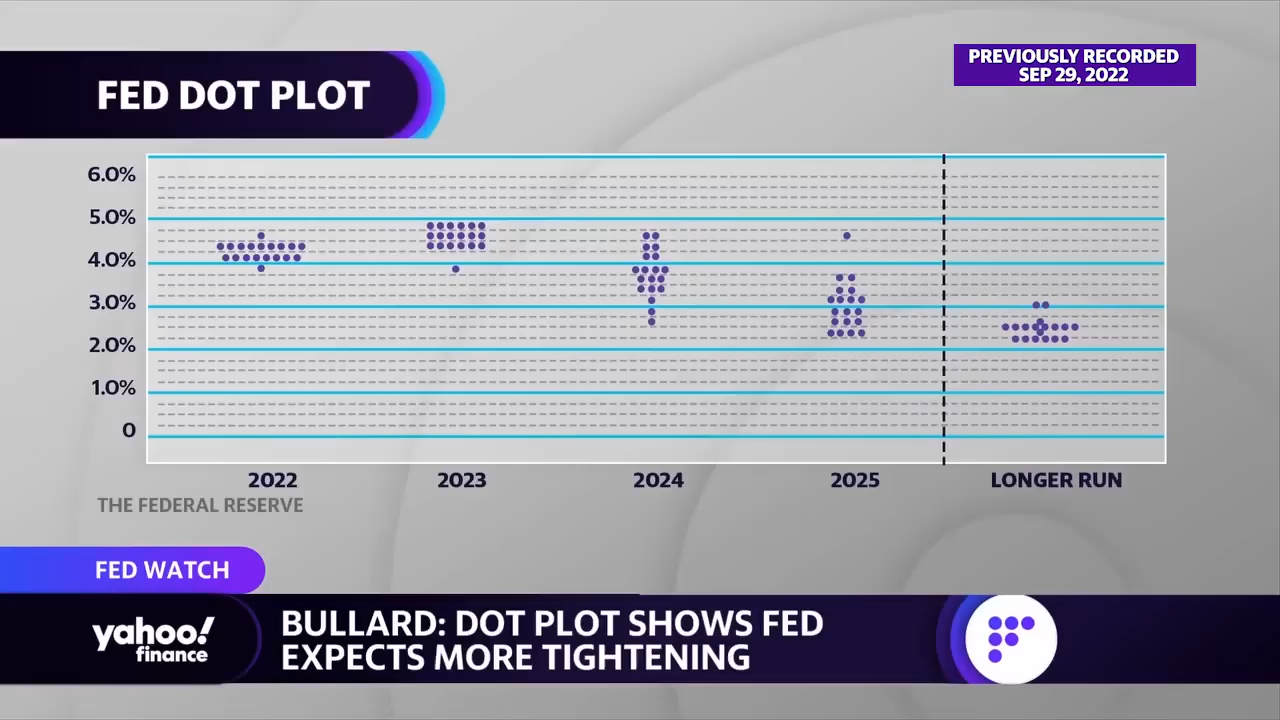 FED DOT PLOT
PREVIOUSLY RECORDED
SEP 29, 2022
6.0%
5.0%
4.0%
3.0%
2.0%
1.0%
0
2022
2023
2024
2025
LONGER RUN
THE FEDERAL RESERVE
FED WATCH
yahoo!
finance
BULLARD: DOT PLOT SHOWS FED
EXPECTS MORE TIGHTENING